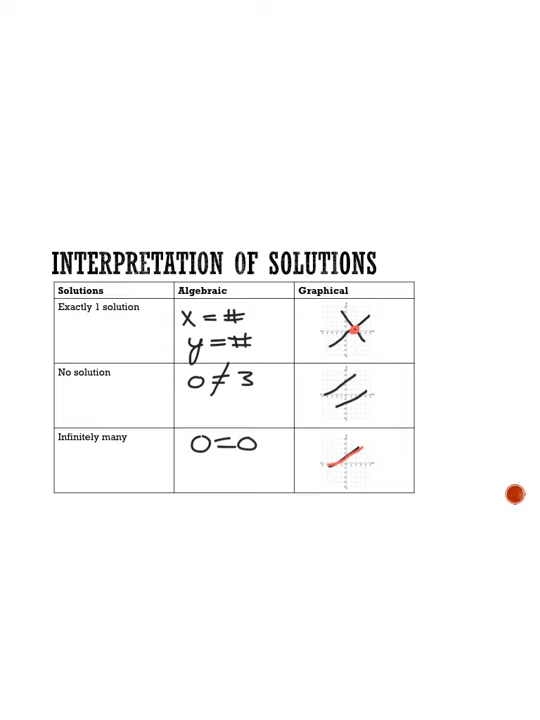 INTERPRETATION OF SOLUTIONS
Solutions Algebraic Graphical
Exactly 1 solution
x = #
y = #
No solution
0 ≠ 3
Infinitely many
0 = 0